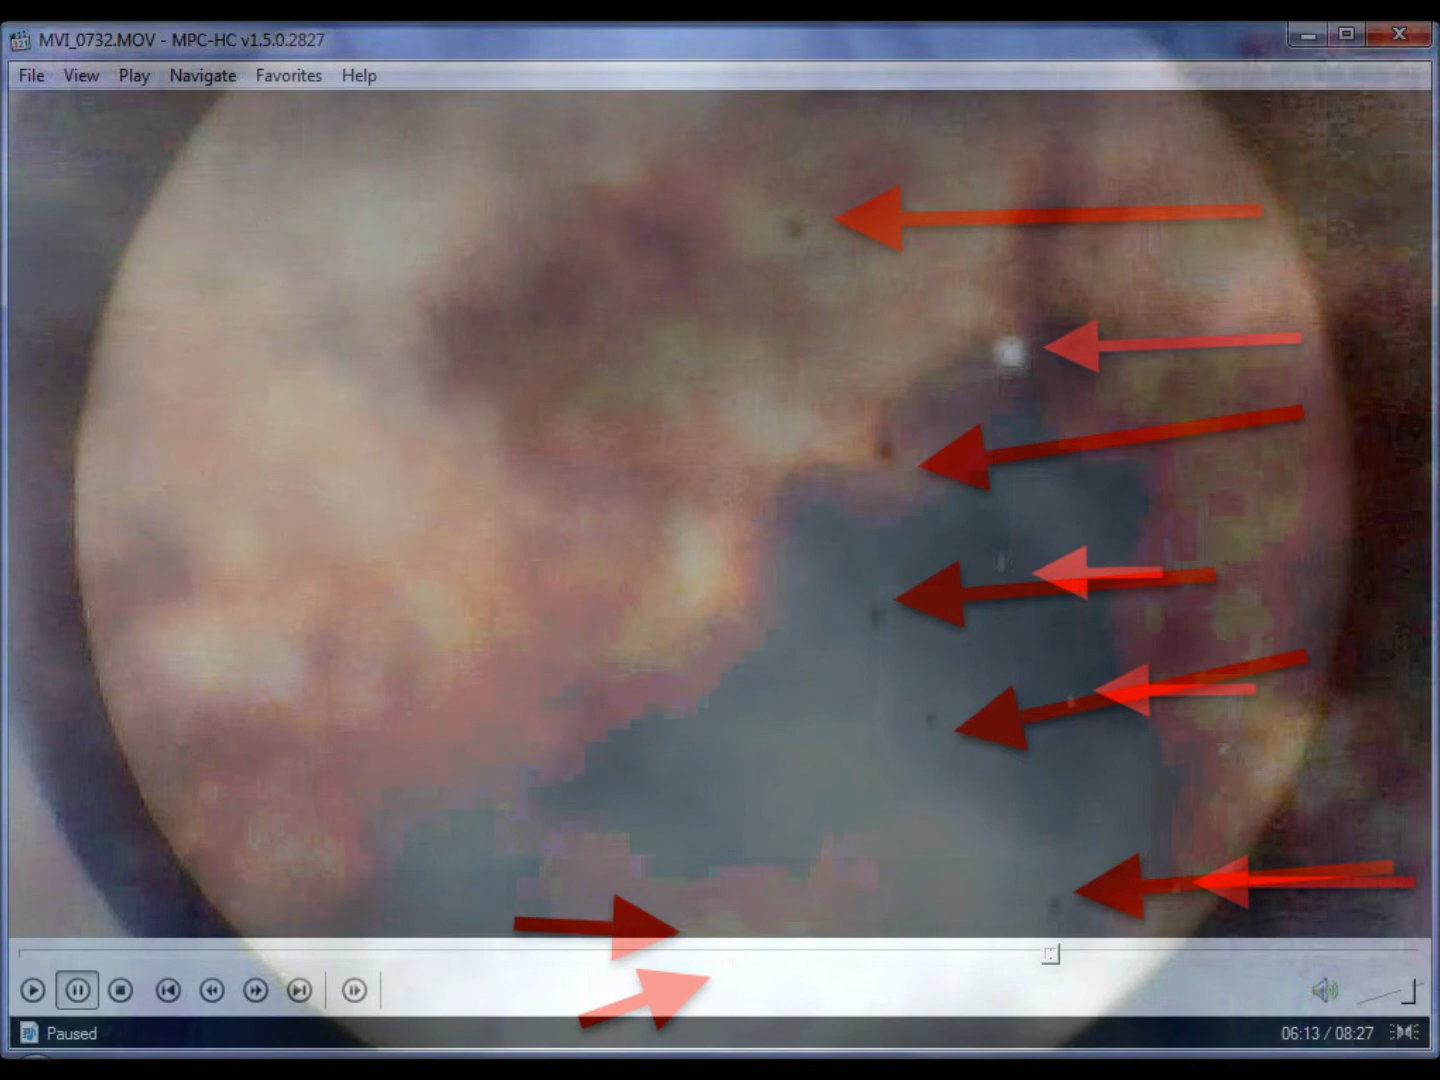 MVI_0732.MOV - MPC-HC v1.5.0.2827
File View Play Navigate Favorites Help
Paused
06:13 / 08:27